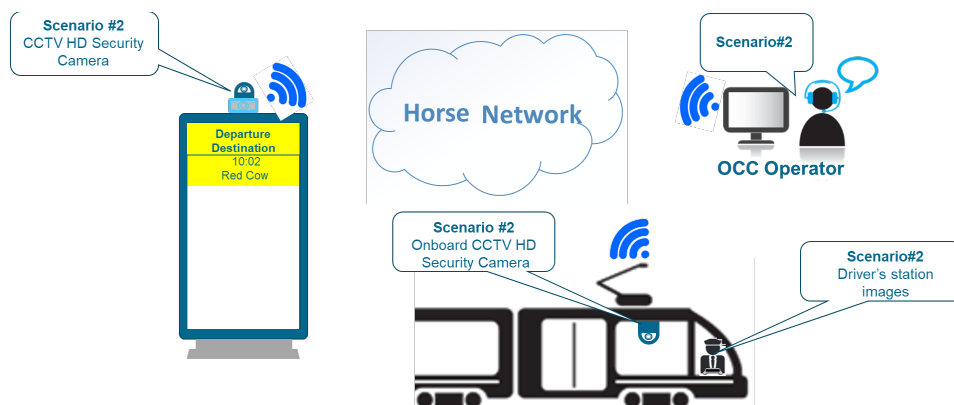 Scenario #2
CCTV HD Security
Camera
Departure
Destination
10:02
Red Cow
Horse Network
Scenario#2
OCC Operator
Scenario #2
Onboard CCTV HD
Security Camera
Scenario#2
Driver's station
images